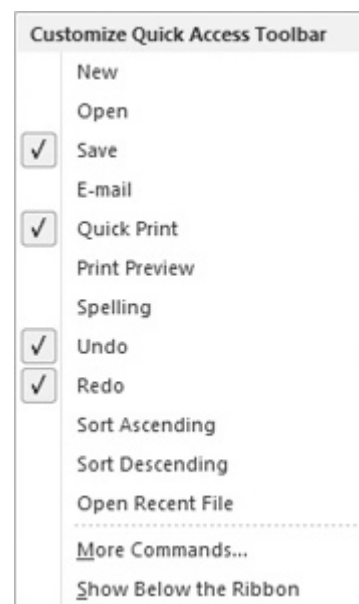 Customize Quick Access Toolbar
New
Open
Save
E-mail
Quick Print
Print Preview
Spelling
Undo
Redo
Sort Ascending
Sort Descending
Open Recent File
More Commands...
Show Below the Ribbon